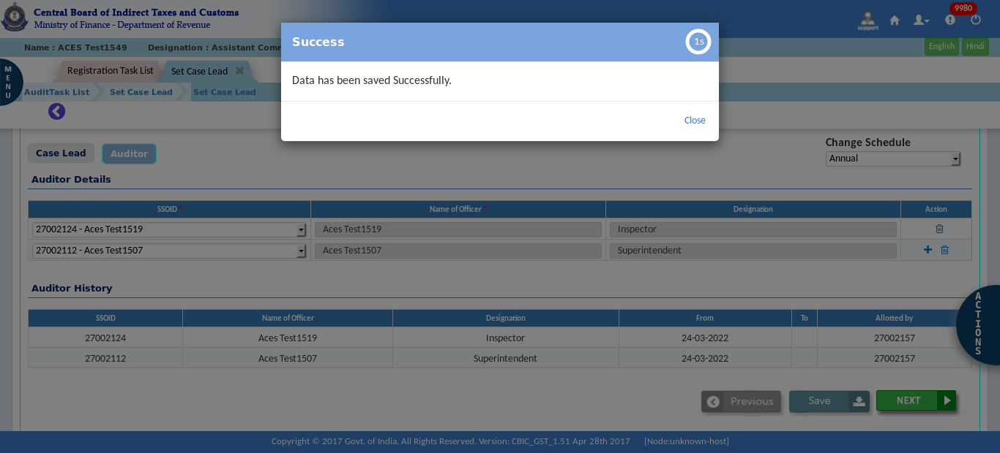 Central Board of Indirect Taxes and Customs
Ministry of Finance - Department of Revenue
9980
support
Name : ACES Test1549 Designation : Assistant Comm
English Hindi
Success 1s
Data has been saved Successfully.
Close
MENU
Registration Task List Set Case Lead
AuditTask List Set Case Lead Set Case Lead
Case Lead Auditor
Change Schedule
Annual
Auditor Details
SSOID * Name of Officer * Designation Action
27002124 - Aces Test1519 Aces Test1519 Inspector
27002112 - Aces Test1507 Aces Test1507 Superintendent
Auditor History
SSOID Name of Officer Designation From To Allotted by
27002124 Aces Test1519 Inspector 24-03-2022 27002157
27002112 Aces Test1507 Superintendent 24-03-2022 27002157
ACTIONS
Previous Save NEXT
Copyright © 2017 Govt. of India. All Rights Reserved. Version: CBIC_GST_1.51 Apr 28th 2017 [Node:unknown-host]